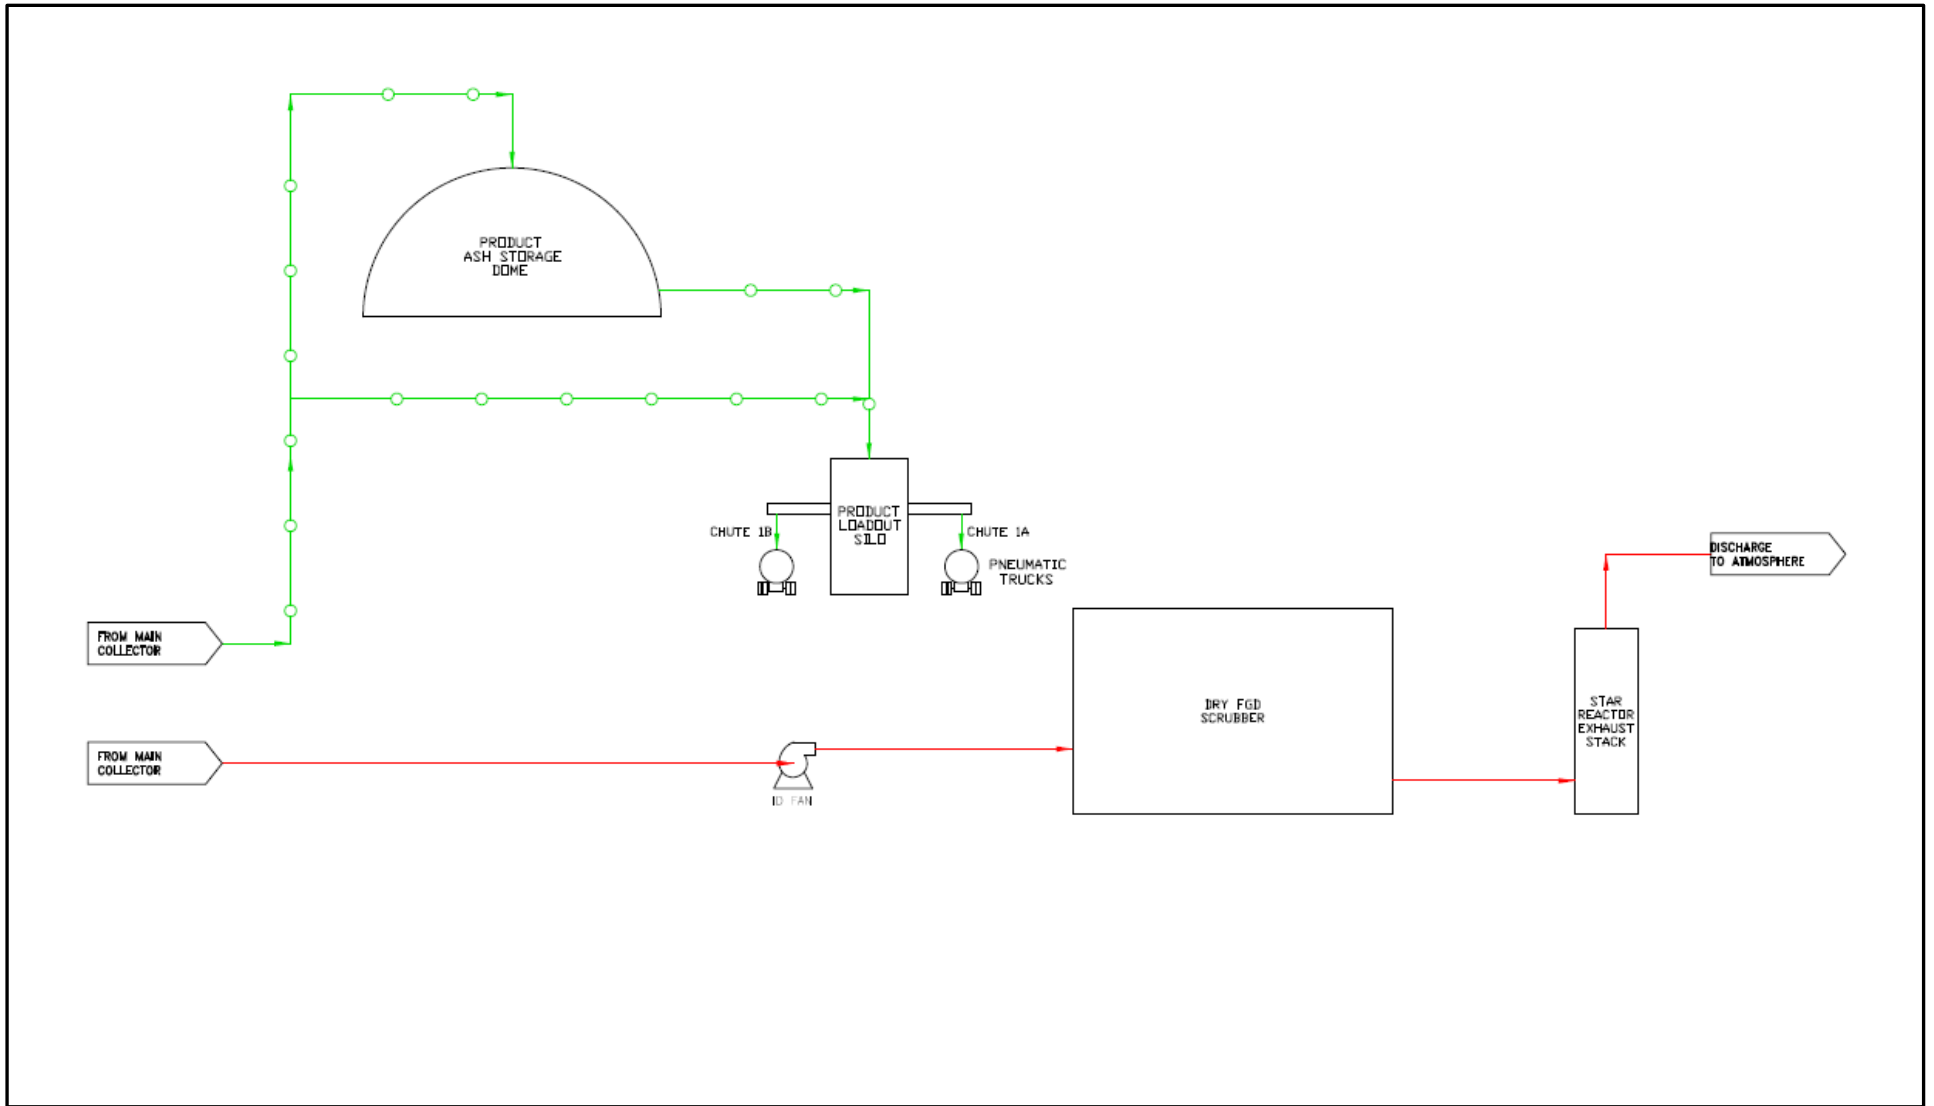 PRODUCT
ASH STORAGE
DOME
PRODUCT
LOADOUT
SILO
CHUTE 1B
CHUTE 1A
PNEUMATIC
TRUCKS
DISCHARGE
TO ATMOSPHERE
FROM MAIN
COLLECTOR
DRY FGD
SCRUBBER
STAR
REACTOR
EXHAUST
STACK
FROM MAIN
COLLECTOR
ID FAN